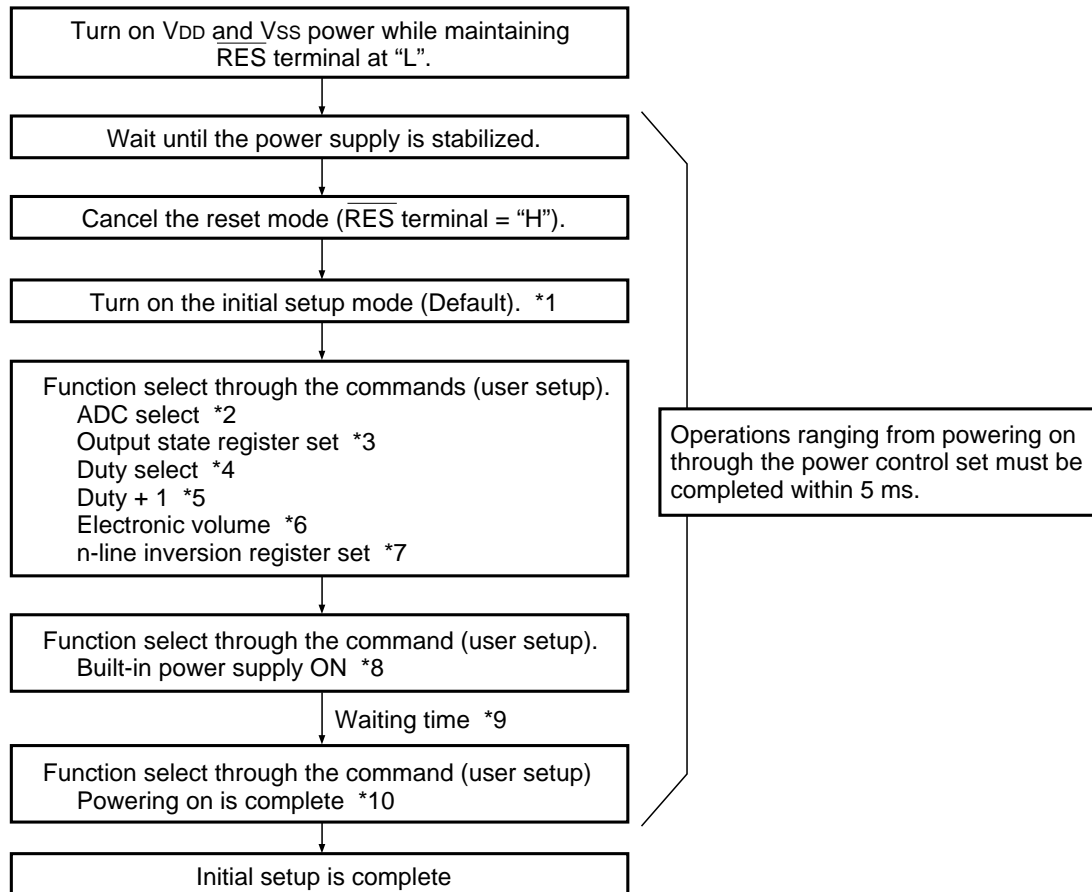 Turn on VDD and VSS power while maintaining
RES terminal at “L”.
Wait until the power supply is stabilized.
Cancel the reset mode (RES terminal = “H”).
Turn on the initial setup mode (Default). *1
Function select through the commands (user setup).
ADC select *2
Output state register set *3
Duty select *4
Duty + 1 *5
Electronic volume *6
n-line inversion register set *7
Operations ranging from powering on
through the power control set must be
completed within 5 ms.
Function select through the command (user setup).
Built-in power supply ON *8
Waiting time *9
Function select through the command (user setup)
Powering on is complete *10
Initial setup is complete